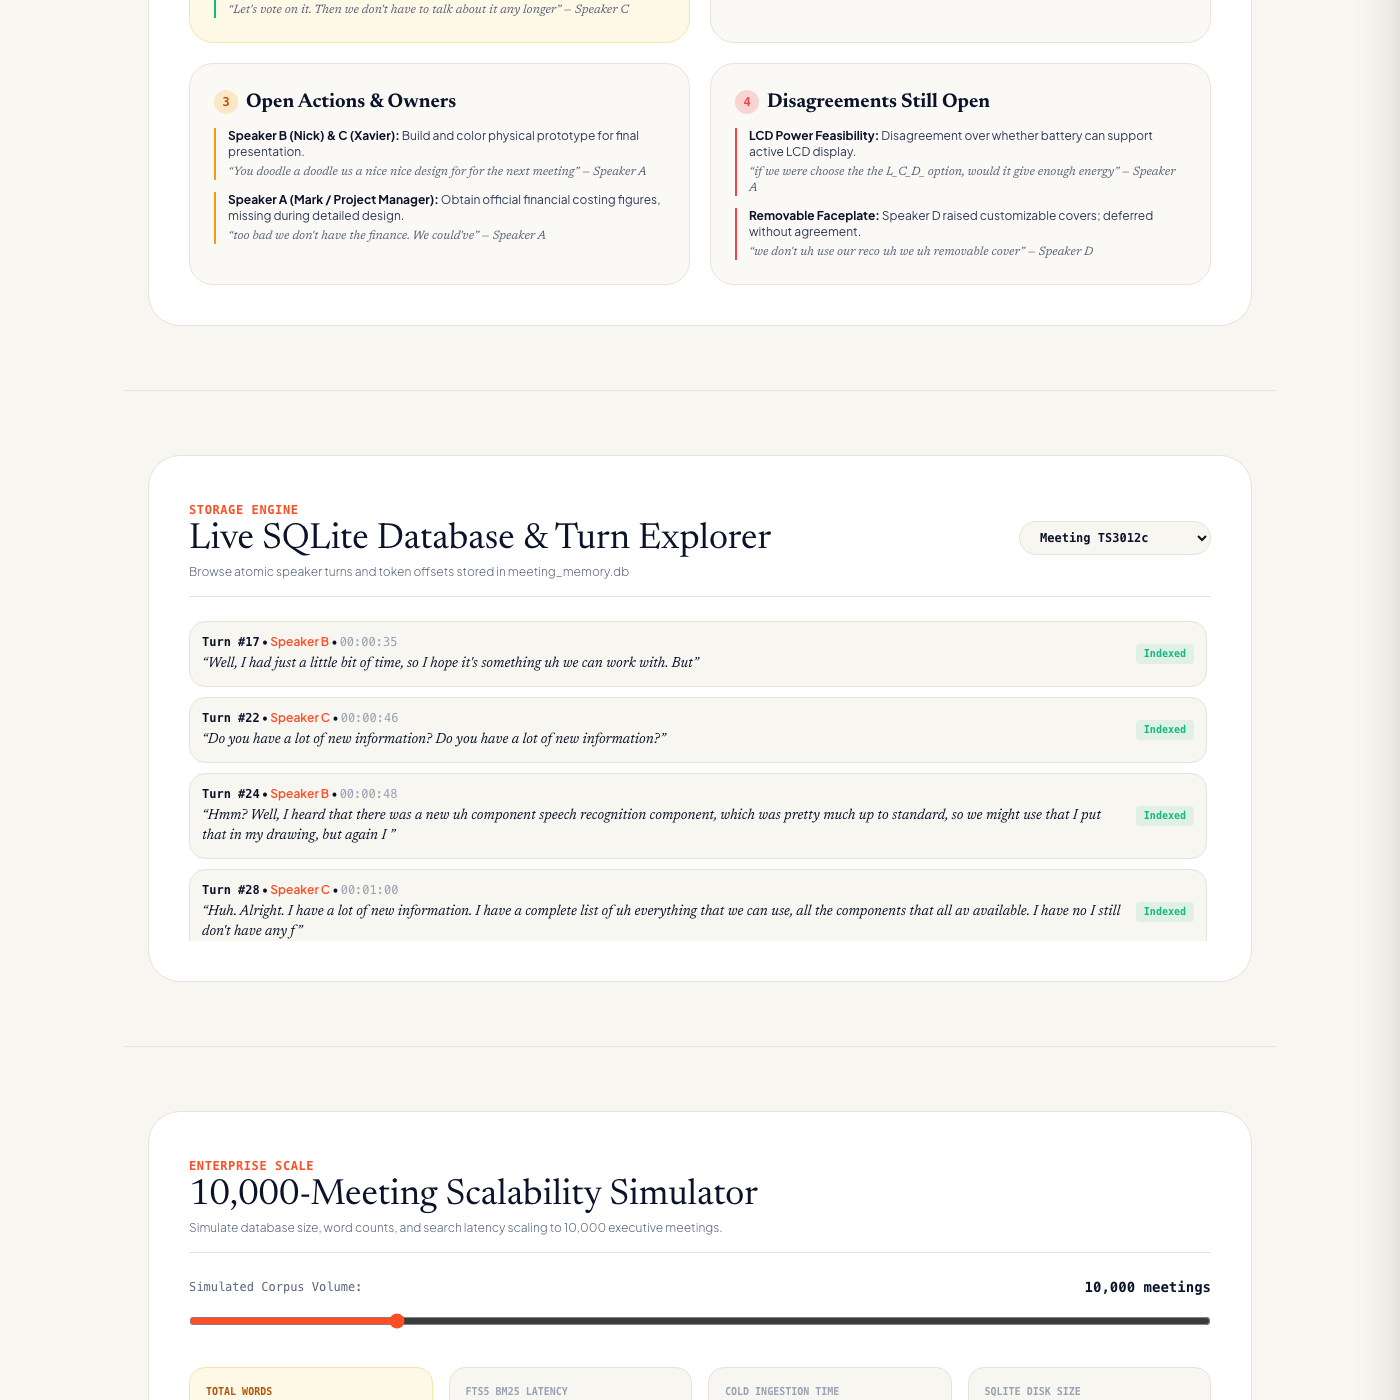 “Let's vote on it. Then we don't have to talk about it any longer” — Speaker C
3 Open Actions & Owners
Speaker B (Nick) & C (Xavier): Build and color physical prototype for final
presentation.
“You doodle a doodle us a nice nice design for for the next meeting” — Speaker A
Speaker A (Mark / Project Manager): Obtain official financial costing figures,
missing during detailed design.
“too bad we don't have the finance. We could've” — Speaker A
4 Disagreements Still Open
LCD Power Feasibility: Disagreement over whether battery can support
active LCD display.
“if we were choose the the L_C_D_ option, would it give enough energy” — Speaker
A
Removable Faceplate: Speaker D raised customizable covers; deferred
without agreement.
“we don't uh use our reco uh we uh removable cover” — Speaker D
STORAGE ENGINE
Live SQLite Database & Turn Explorer
Meeting TS3012c
Browse atomic speaker turns and token offsets stored in meeting_memory.db
Turn #17 • Speaker B • 00:00:35
“Well, I had just a little bit of time, so I hope it's something uh we can work with. But”
Indexed
Turn #22 • Speaker C • 00:00:46
“Do you have a lot of new information? Do you have a lot of new information?”
Indexed
Turn #24 • Speaker B • 00:00:48
“Hmm? Well, I heard that there was a new uh component speech recognition component, which was pretty much up to standard, so we might use that I put
that in my drawing, but again I ”
Indexed
Turn #28 • Speaker C • 00:01:00
“Huh. Alright. I have a lot of new information. I have a complete list of uh everything that we can use, all the components that all av available. I have no I still
don't have any f”
Indexed
ENTERPRISE SCALE
10,000-Meeting Scalability Simulator
Simulate database size, word counts, and search latency scaling to 10,000 executive meetings.
Simulated Corpus Volume:
10,000 meetings
TOTAL WORDS
FTS5 BM25 LATENCY
COLD INGESTION TIME
SQLITE DISK SIZE